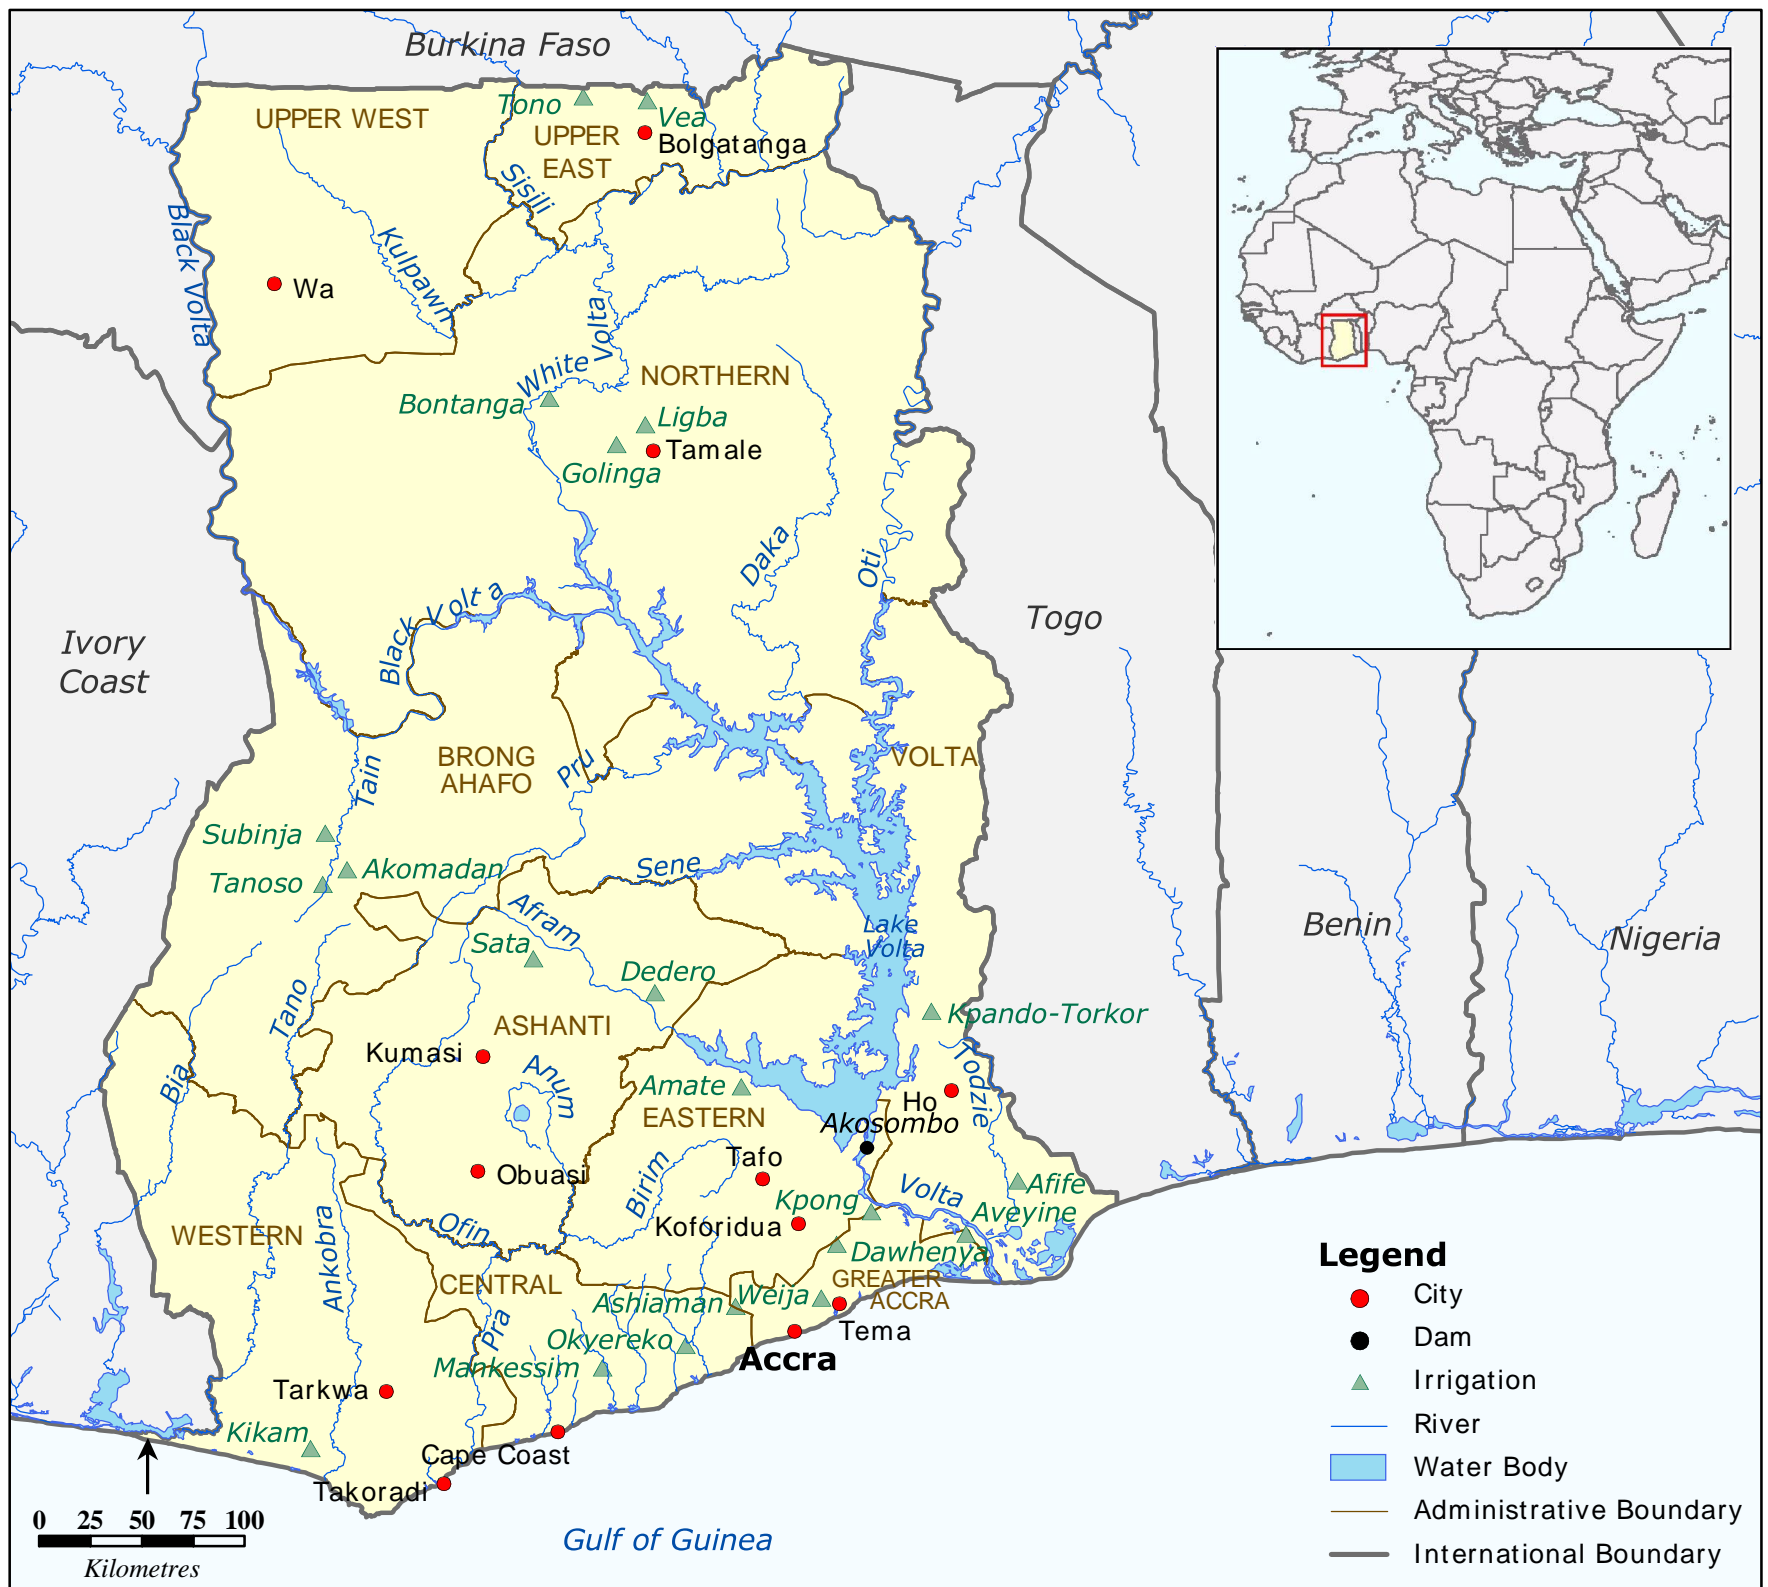 Burkina Faso
UPPER WEST
Tono
Vea
UPPER
EAST
Bolgatanga
Sisili
Black Volta
Kulpawn
Wa
Volta
White
NORTHERN
Bontanga
Ligba
Tamale
Golinga
Daka
Oti
Black Volta
Ivory
Coast
Togo
BRONG
AHAFO
Pru
VOLTA
Tain
Subinja
Akomadan
Tanoso
Sene
Afram
Lake
Volta
Sata
Dedero
Benin
Nigeria
Tano
Kpando-Torkor
ASHANTI
Kumasi
Anum
Bia
Amate
Todzie
Ho
EASTERN
Akosombo
Tafo
Obuasi
Birim
Kpong
Volta
Afife
Aveyine
Koforidua
WESTERN
Ofin
Ankobra
Dawhenya
CENTRAL
GREATER
ACCRA
Ashiaman
Weija
Tema
Pra
Okyereko
Accra
Mankessim
Tarkwa
Kikam
Cape Coast
Takoradi
Gulf of Guinea
0 25 50 75 100
Kilometres
Legend
City
Dam
Irrigation
River
Water Body
Administrative Boundary
International Boundary